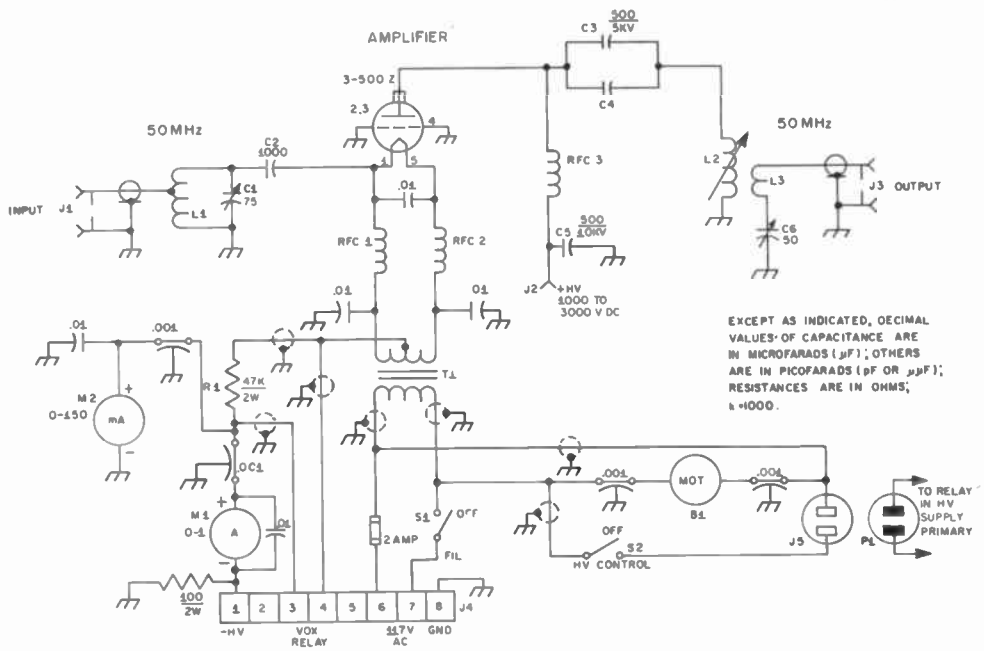 AMPLIFIER
C3 500
5KV
C4
3-500 Z
2,3
4
1
5
50 MHz
C2
1000
C1
75
INPUT
J1
L1
.01
RFC 1
RFC 2
RFC 3
C5 500
10KV
J2
+HV
1000 TO
3000 V DC
50 MHz
L2
L3
J3 OUTPUT
C6
50
.01
01
.01
.001
R1
47K
2W
T1
M2
0-150
mA
+
-
.0C1
+
M1
0-1
A
-
.01
100
2W
2 AMP
S1
OFF
FIL
EXCEPT AS INDICATED, DECIMAL
VALUES OF CAPACITANCE ARE
IN MICROFARADS (µF); OTHERS
ARE IN PICOFARADS (pF OR µµF);
RESISTANCES ARE IN OHMS;
k=1000.
.001
MOT
B1
.001
OFF
S2
HV CONTROL
J5
P1
TO RELAY
IN HV
SUPPLY
PRIMARY
1 2 3 4 5 6 7 8 J4
-HV
VOX
RELAY
117V
AC
GND